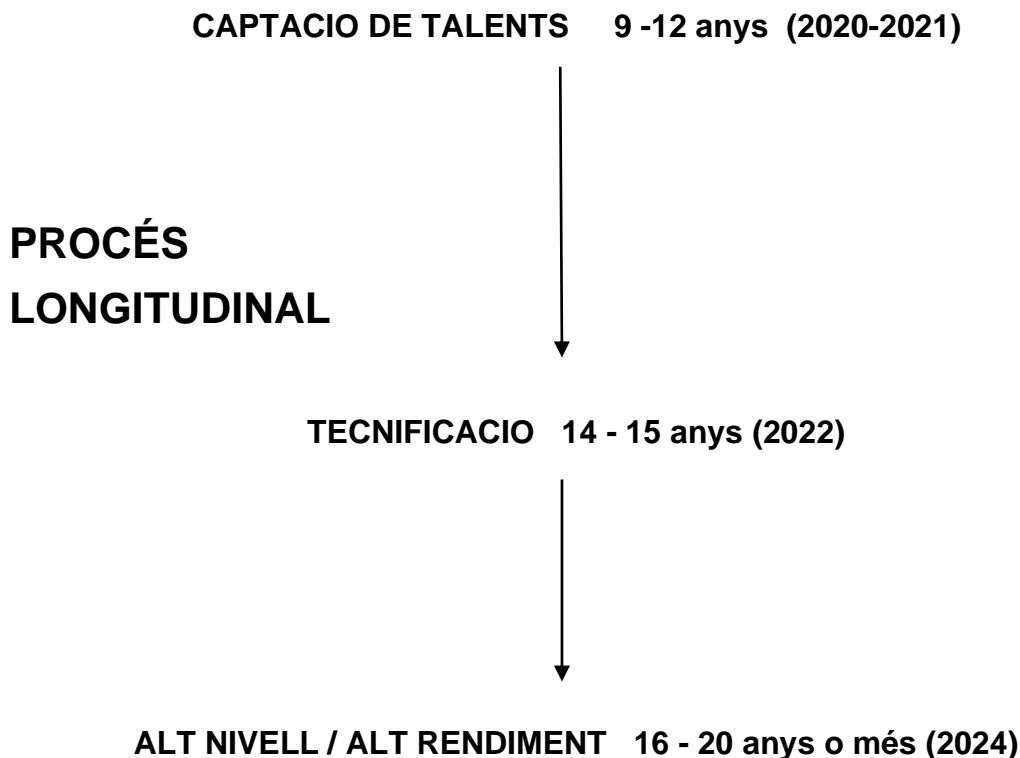 CAPTACIO DE TALENTS 9 -12 anys (2020-2021)
PROCÉS
LONGITUDINAL
TECNIFICACIO 14 - 15 anys (2022)
ALT NIVELL / ALT RENDIMENT 16 - 20 anys o més (2024)